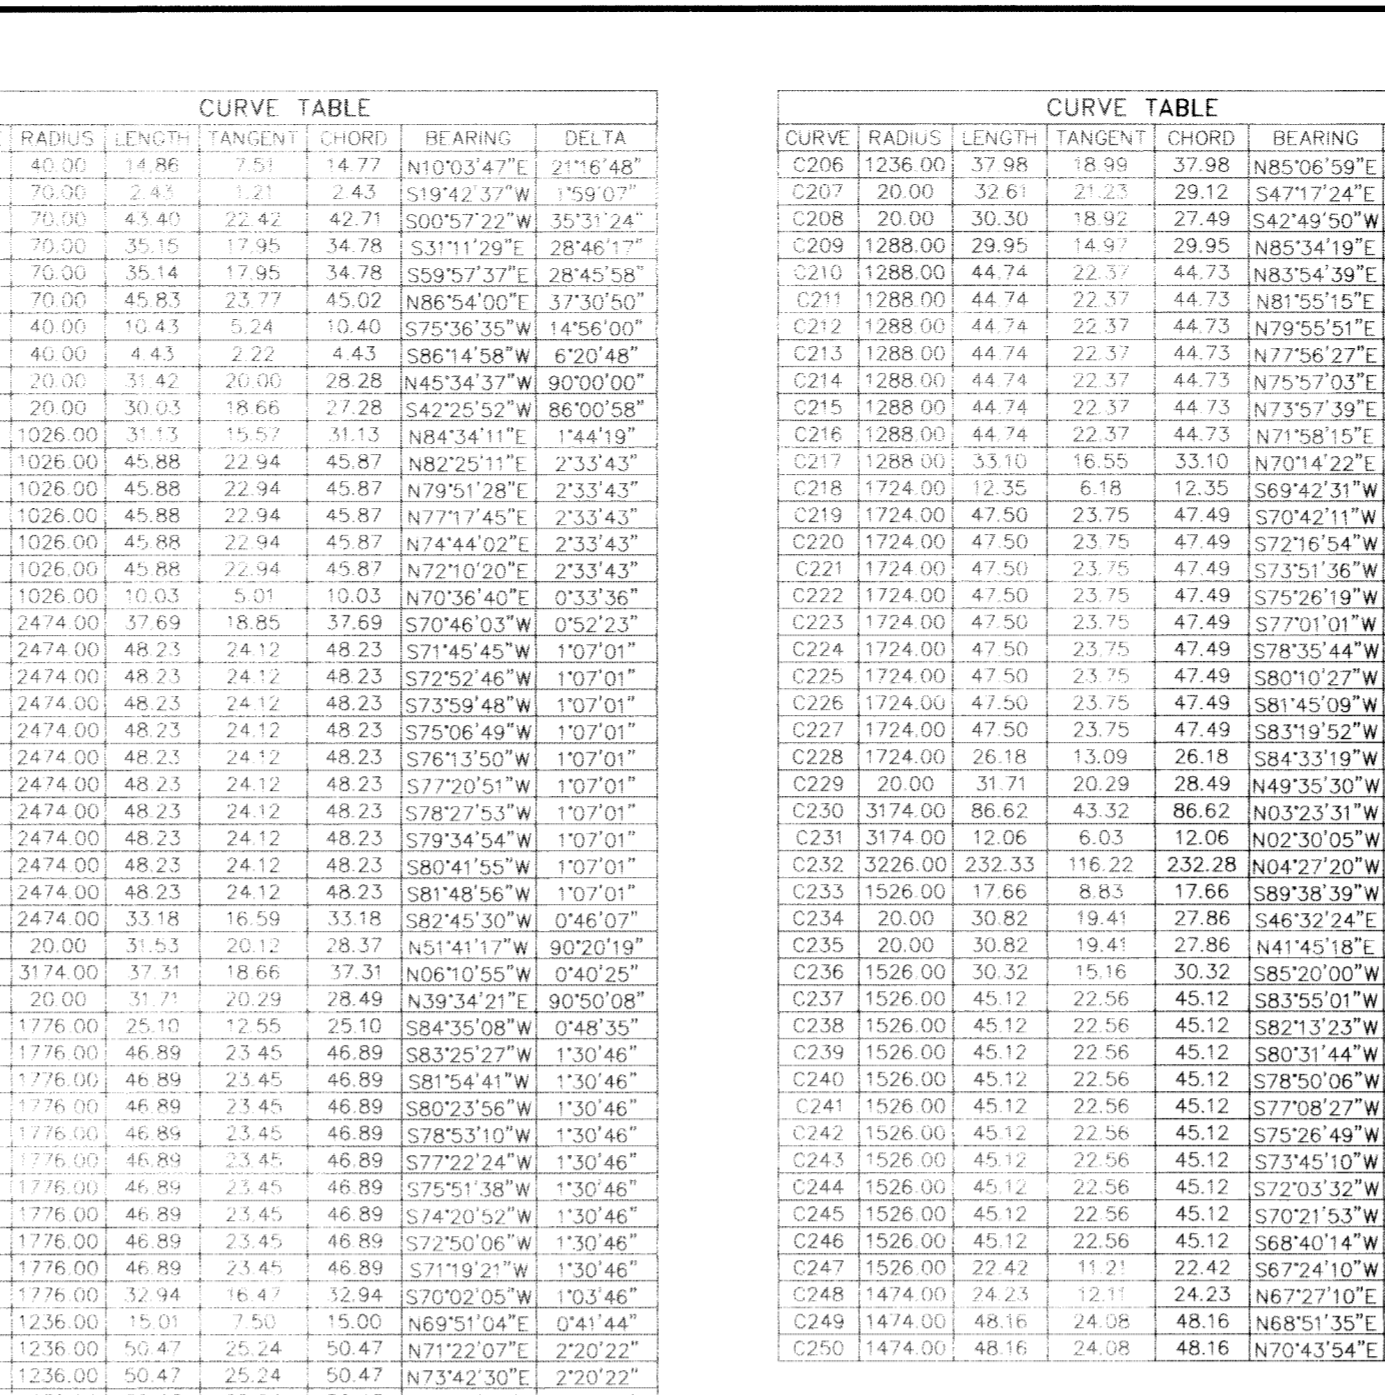 CURVE TABLE
RADIUS LENGTH TANGENT CHORD BEARING DELTA
40.00 14.86 7.51 14.77 N10°03'47"E 21°16'48"
70.00 2.43 1.21 2.43 S19°42'37"W 1°59'07"
70.00 43.40 22.42 42.71 S00°57'22"W 35°31'24"
70.00 35.15 17.95 34.78 S31°11'29"E 28°46'17"
70.00 35.14 17.95 34.78 S59°57'37"E 28°45'58"
70.00 45.83 23.77 45.02 N86°54'00"E 37°30'50"
40.00 10.43 5.24 10.40 S75°36'35"W 14°56'00"
40.00 4.43 2.22 4.43 S86°14'58"W 6°20'48"
20.00 31.42 20.00 28.28 N45°34'37"W 90°00'00"
20.00 30.03 18.66 27.28 S42°25'52"W 86°00'58"
1026.00 31.13 15.57 31.13 N84°34'11"E 1°44'19"
1026.00 45.88 22.94 45.87 N82°25'11"E 2°33'43"
1026.00 45.88 22.94 45.87 N79°51'28"E 2°33'43"
1026.00 45.88 22.94 45.87 N77°17'45"E 2°33'43"
1026.00 45.88 22.94 45.87 N74°44'02"E 2°33'43"
1026.00 45.88 22.94 45.87 N72°10'20"E 2°33'43"
1026.00 10.03 5.01 10.03 N70°36'40"E 0°33'36"
2474.00 37.69 18.85 37.69 S70°46'03"W 0°52'23"
2474.00 48.23 24.12 48.23 S71°45'45"W 1°07'01"
2474.00 48.23 24.12 48.23 S72°52'46"W 1°07'01"
2474.00 48.23 24.12 48.23 S73°59'48"W 1°07'01"
2474.00 48.23 24.12 48.23 S75°06'49"W 1°07'01"
2474.00 48.23 24.12 48.23 S76°13'50"W 1°07'01"
2474.00 48.23 24.12 48.23 S77°20'51"W 1°07'01"
2474.00 48.23 24.12 48.23 S78°27'53"W 1°07'01"
2474.00 48.23 24.12 48.23 S79°34'54"W 1°07'01"
2474.00 48.23 24.12 48.23 S80°41'55"W 1°07'01"
2474.00 48.23 24.12 48.23 S81°48'56"W 1°07'01"
2474.00 33.18 16.59 33.18 S82°45'30"W 0°46'07"
20.00 31.53 20.12 28.37 N51°41'17"W 90°20'19"
3174.00 37.31 18.66 37.31 N06°10'55"W 0°40'25"
20.00 31.71 20.29 28.49 N39°34'21"E 90°50'08"
1776.00 25.10 12.55 25.10 S84°35'08"W 0°48'35"
1776.00 46.89 23.45 46.89 S83°25'27"W 1°30'46"
1776.00 46.89 23.45 46.89 S81°54'41"W 1°30'46"
1776.00 46.89 23.45 46.89 S80°23'56"W 1°30'46"
1776.00 46.89 23.45 46.89 S78°53'10"W 1°30'46"
1776.00 46.89 23.45 46.89 S77°22'24"W 1°30'46"
1776.00 46.89 23.45 46.89 S75°51'38"W 1°30'46"
1776.00 46.89 23.45 46.89 S74°20'52"W 1°30'46"
1776.00 46.89 23.45 46.89 S72°50'06"W 1°30'46"
1776.00 46.89 23.45 46.89 S71°19'21"W 1°30'46"
1776.00 32.94 16.47 32.94 S70°02'05"W 1°03'46"
1236.00 15.01 7.50 15.00 N69°51'04"E 0°41'44"
1236.00 50.47 25.24 50.47 N71°22'07"E 2°20'22"
1236.00 50.47 25.24 50.47 N73°42'30"E 2°20'22"
CURVE TABLE
CURVE RADIUS LENGTH TANGENT CHORD BEARING
C206 1236.00 37.98 18.99 37.98 N85°06'59"E
C207 20.00 32.61 21.23 29.12 S47°17'24"E
C208 20.00 30.30 18.92 27.49 S42°49'50"W
C209 1288.00 29.95 14.97 29.95 N85°34'19"E
C210 1288.00 44.74 22.37 44.73 N83°54'39"E
C211 1288.00 44.74 22.37 44.73 N81°55'15"E
C212 1288.00 44.74 22.37 44.73 N79°55'51"E
C213 1288.00 44.74 22.37 44.73 N77°56'27"E
C214 1288.00 44.74 22.37 44.73 N75°57'03"E
C215 1288.00 44.74 22.37 44.73 N73°57'39"E
C216 1288.00 44.74 22.37 44.73 N71°58'15"E
C217 1288.00 33.10 16.55 33.10 N70°14'22"E
C218 1724.00 12.35 6.18 12.35 S69°42'31"W
C219 1724.00 47.50 23.75 47.49 S70°42'11"W
C220 1724.00 47.50 23.75 47.49 S72°16'54"W
C221 1724.00 47.50 23.75 47.49 S73°51'36"W
C222 1724.00 47.50 23.75 47.49 S75°26'19"W
C223 1724.00 47.50 23.75 47.49 S77°01'01"W
C224 1724.00 47.50 23.75 47.49 S78°35'44"W
C225 1724.00 47.50 23.75 47.49 S80°10'27"W
C226 1724.00 47.50 23.75 47.49 S81°45'09"W
C227 1724.00 47.50 23.75 47.49 S83°19'52"W
C228 1724.00 26.18 13.09 26.18 S84°33'19"W
C229 20.00 31.71 20.29 28.49 N49°35'30"W
C230 3174.00 86.62 43.32 86.62 N03°23'31"W
C231 3174.00 12.06 6.03 12.06 N02°30'05"W
C232 3226.00 232.33 116.22 232.28 N04°27'20"W
C233 1526.00 17.66 8.83 17.66 S89°38'39"W
C234 20.00 30.82 19.41 27.86 S46°32'24"E
C235 20.00 30.82 19.41 27.86 N41°45'18"E
C236 1526.00 30.32 15.16 30.32 S85°20'00"W
C237 1526.00 45.12 22.56 45.12 S83°55'01"W
C238 1526.00 45.12 22.56 45.12 S82°13'23"W
C239 1526.00 45.12 22.56 45.12 S80°31'44"W
C240 1526.00 45.12 22.56 45.12 S78°50'06"W
C241 1526.00 45.12 22.56 45.12 S77°08'27"W
C242 1526.00 45.12 22.56 45.12 S75°26'49"W
C243 1526.00 45.12 22.56 45.12 S73°45'10"W
C244 1526.00 45.12 22.56 45.12 S72°03'32"W
C245 1526.00 45.12 22.56 45.12 S70°21'53"W
C246 1526.00 45.12 22.56 45.12 S68°40'14"W
C247 1526.00 22.42 11.21 22.42 S67°24'10"W
C248 1474.00 24.23 12.11 24.23 N67°27'10"E
C249 1474.00 48.16 24.08 48.16 N68°51'35"E
C250 1474.00 48.16 24.08 48.16 N70°43'54"E